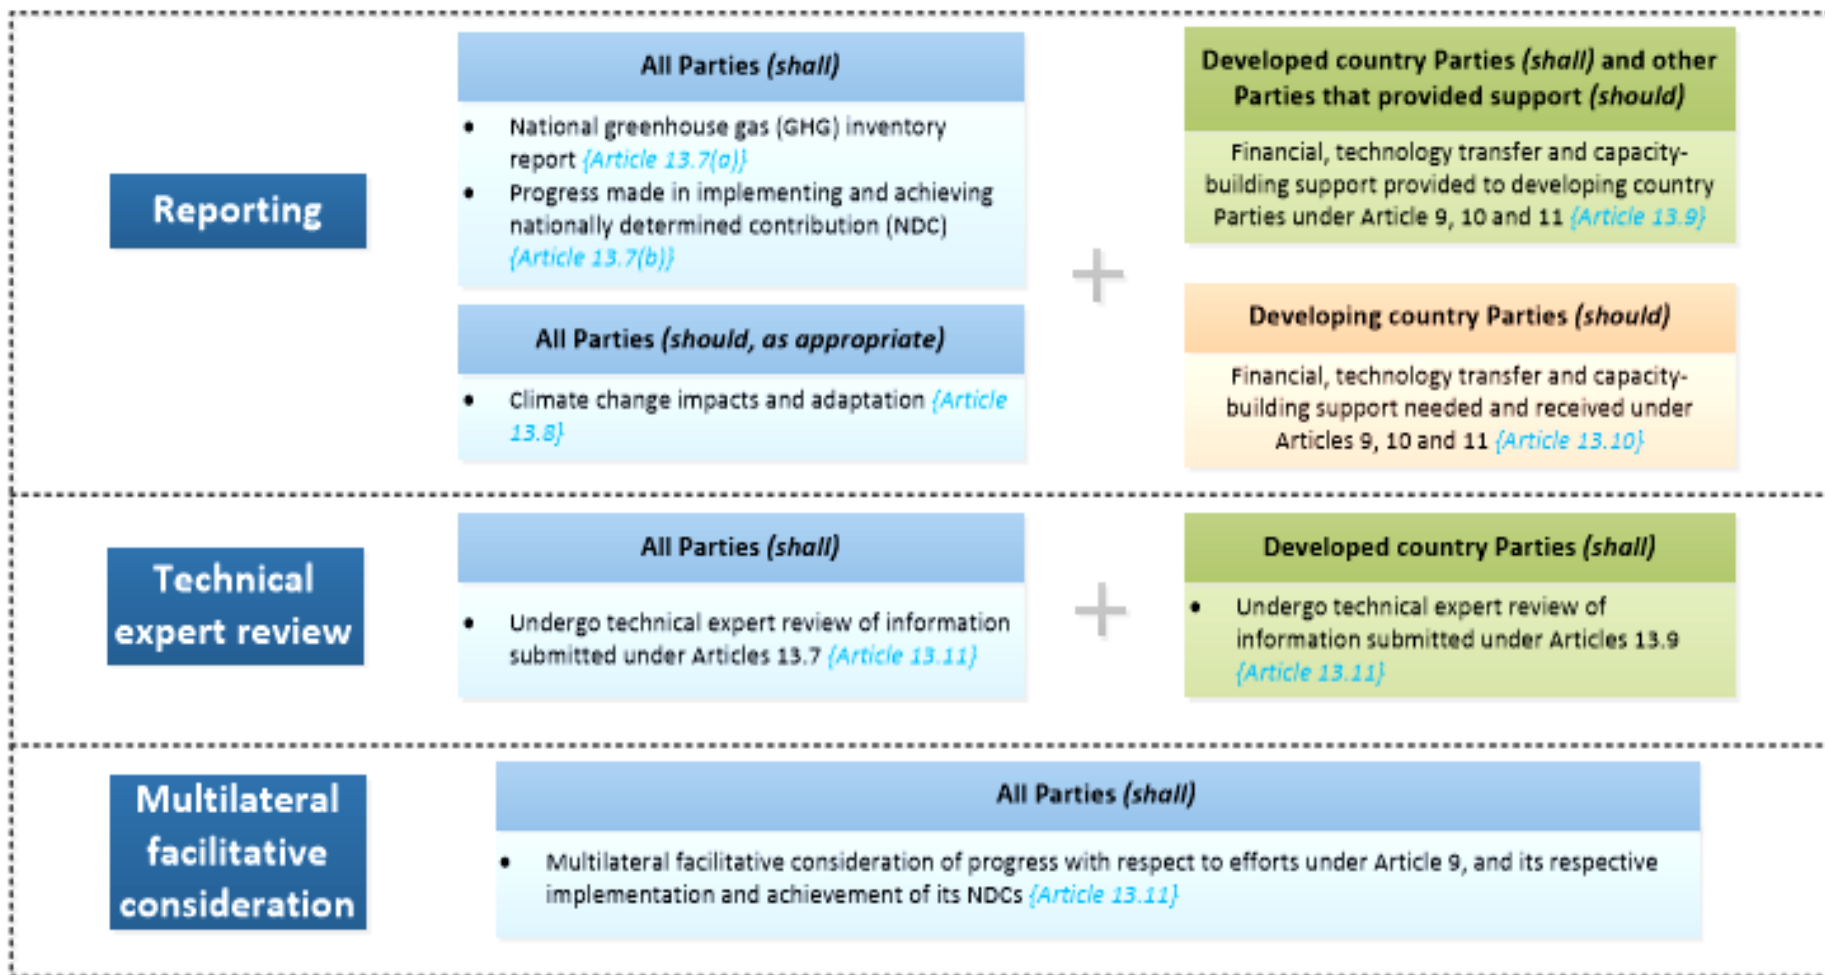 Reporting
All Parties (shall)
• National greenhouse gas (GHG) inventory
report {Article 13.7(a)}
• Progress made in implementing and achieving
nationally determined contribution (NDC)
{Article 13.7(b)}
All Parties (should, as appropriate)
• Climate change impacts and adaptation {Article
13.8}
+
Developed country Parties (shall) and other
Parties that provided support (should)
Financial, technology transfer and capacity-
building support provided to developing country
Parties under Article 9, 10 and 11 {Article 13.9}
Developing country Parties (should)
Financial, technology transfer and capacity-
building support needed and received under
Articles 9, 10 and 11 {Article 13.10}
Technical
expert review
All Parties (shall)
• Undergo technical expert review of information
submitted under Articles 13.7 {Article 13.11}
+
Developed country Parties (shall)
• Undergo technical expert review of
information submitted under Articles 13.9
{Article 13.11}
Multilateral
facilitative
consideration
All Parties (shall)
• Multilateral facilitative consideration of progress with respect to efforts under Article 9, and its respective
implementation and achievement of its NDCs {Article 13.11}